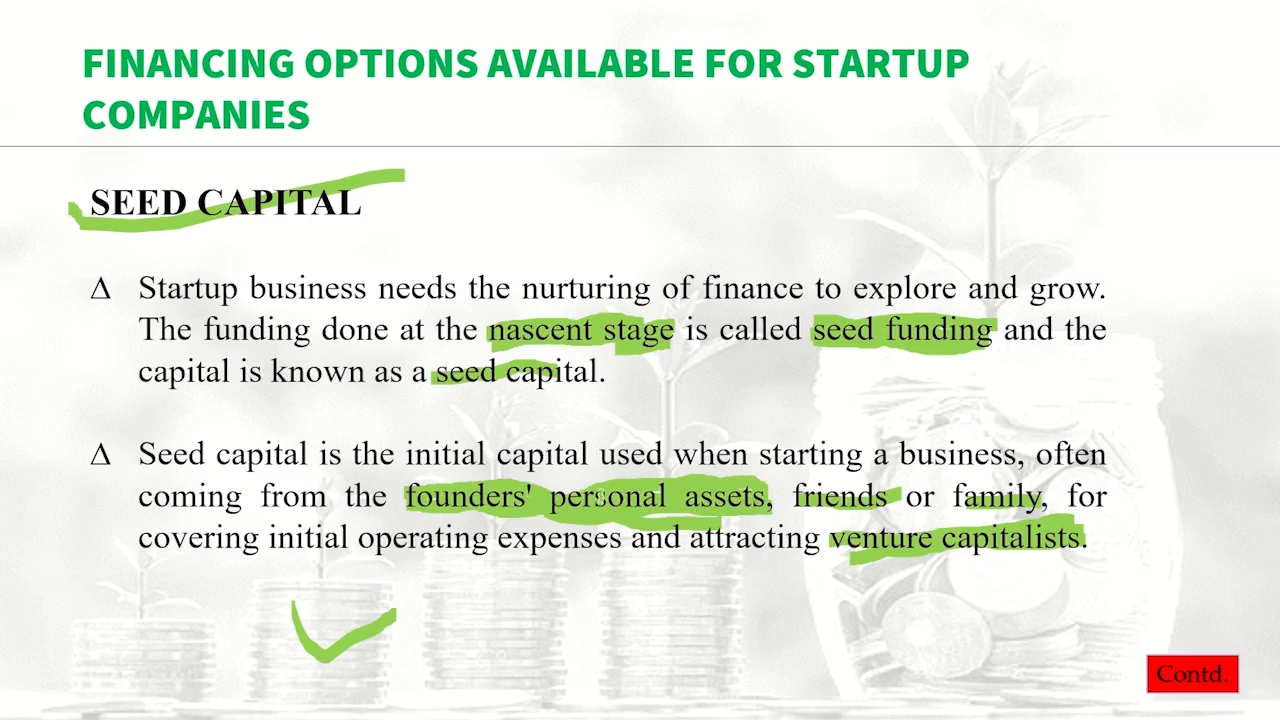 FINANCING OPTIONS AVAILABLE FOR STARTUP
COMPANIES
SEED CAPITAL
Δ Startup business needs the nurturing of finance to explore and grow.
The funding done at the nascent stage is called seed funding and the
capital is known as a seed capital.
Δ Seed capital is the initial capital used when starting a business, often
coming from the founders' personal assets, friends or family, for
covering initial operating expenses and attracting venture capitalists.
Contd.